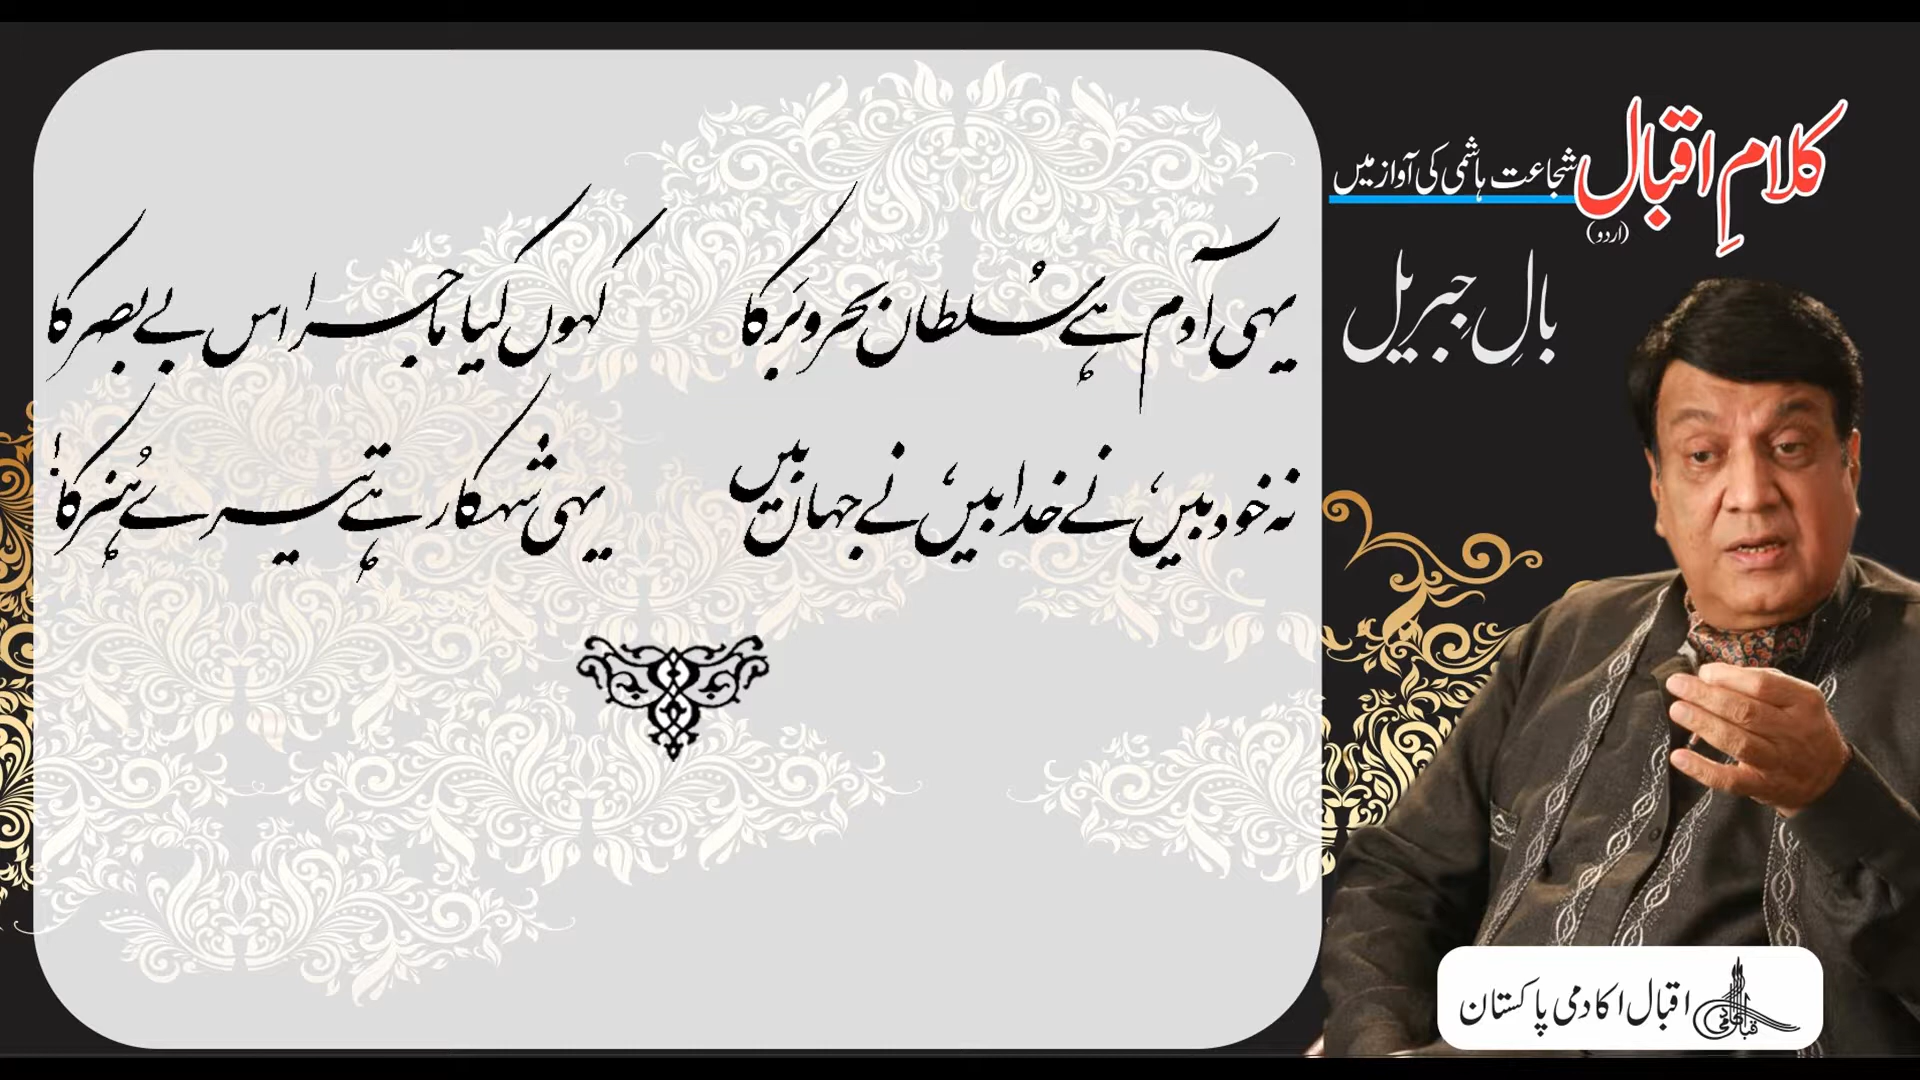 کلامِ اقبال شجاعت ہاشمی کی آواز میں
(اردو)
بالِ جبریل
یہی آدم ہے سُلطان بحر و بَر کا کہوں کیا ماجرا اس بے بصر کا
نہ خود بیں، نے خدا بیں، نے جہاں بیں یہی شہکار ہے تیرے ہُنر کا!
اقبال اکادمی پاکستان